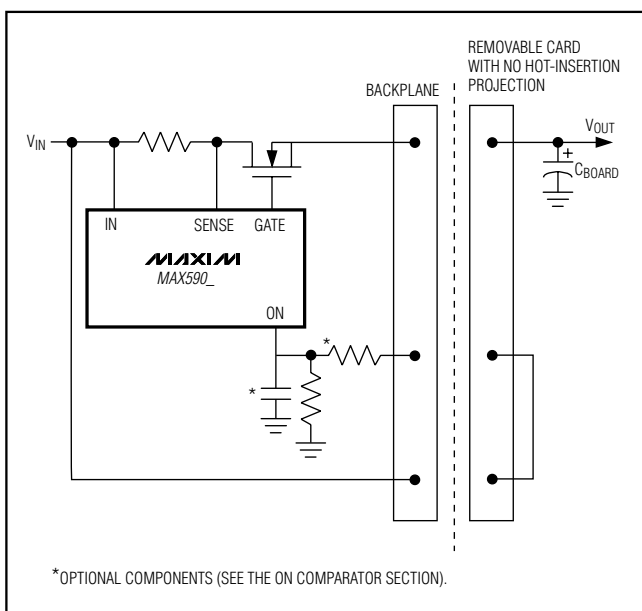 REMOVABLE CARD
WITH NO HOT-INSERTION
PROJECTION
BACKPLANE
VIN
VOUT
+
CBOARD
IN
SENSE
GATE
MAXIM
MAX590_
ON
*
*
*OPTIONAL COMPONENTS (SEE THE ON COMPARATOR SECTION).